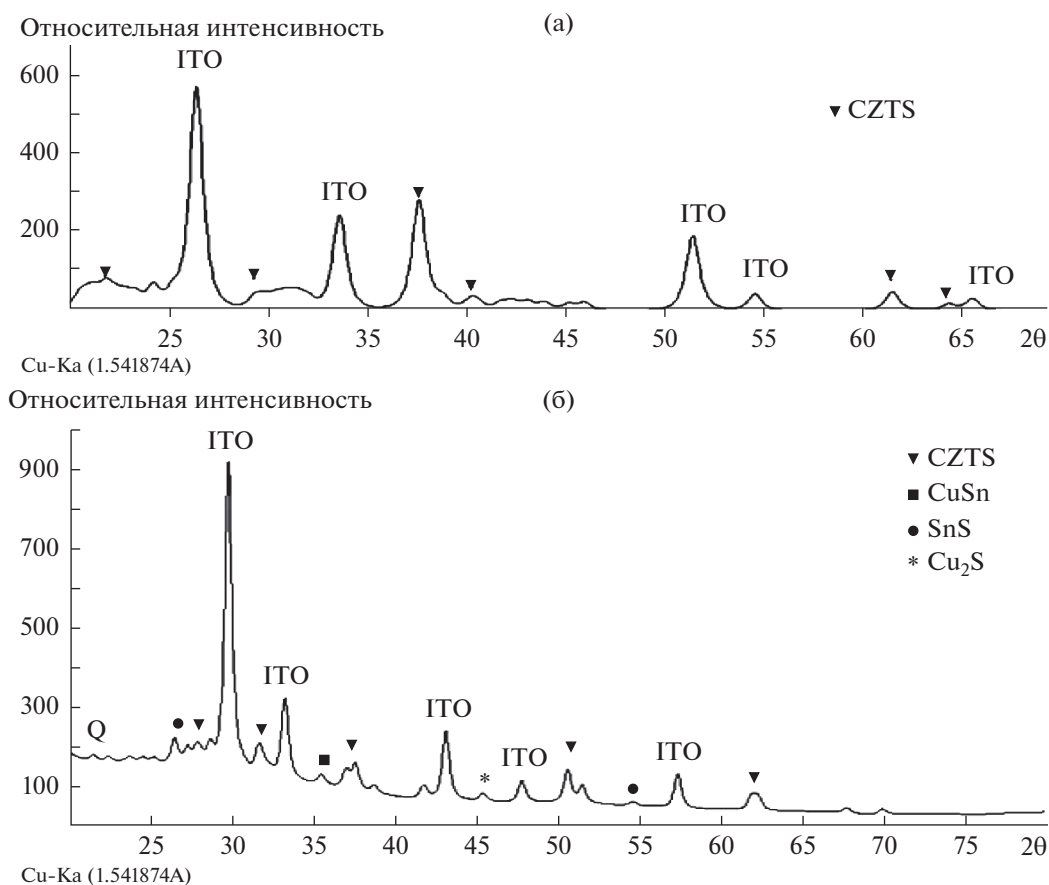 Относительная интенсивность
(а)
ITO
600
▼ CZTS
400
ITO
ITO
200
ITO
ITO
25 30 35 40 45 50 55 60 65 2θ
Cu-Ka (1.541874A)
Относительная интенсивность
(б)
ITO
900
▼ CZTS
■ CuSn
700
● SnS
* Cu₂S
500
ITO
300
ITO
Q
ITO
ITO
*
100
25 30 35 40 45 50 55 60 65 70 75 2θ
Cu-Ka (1.541874A)